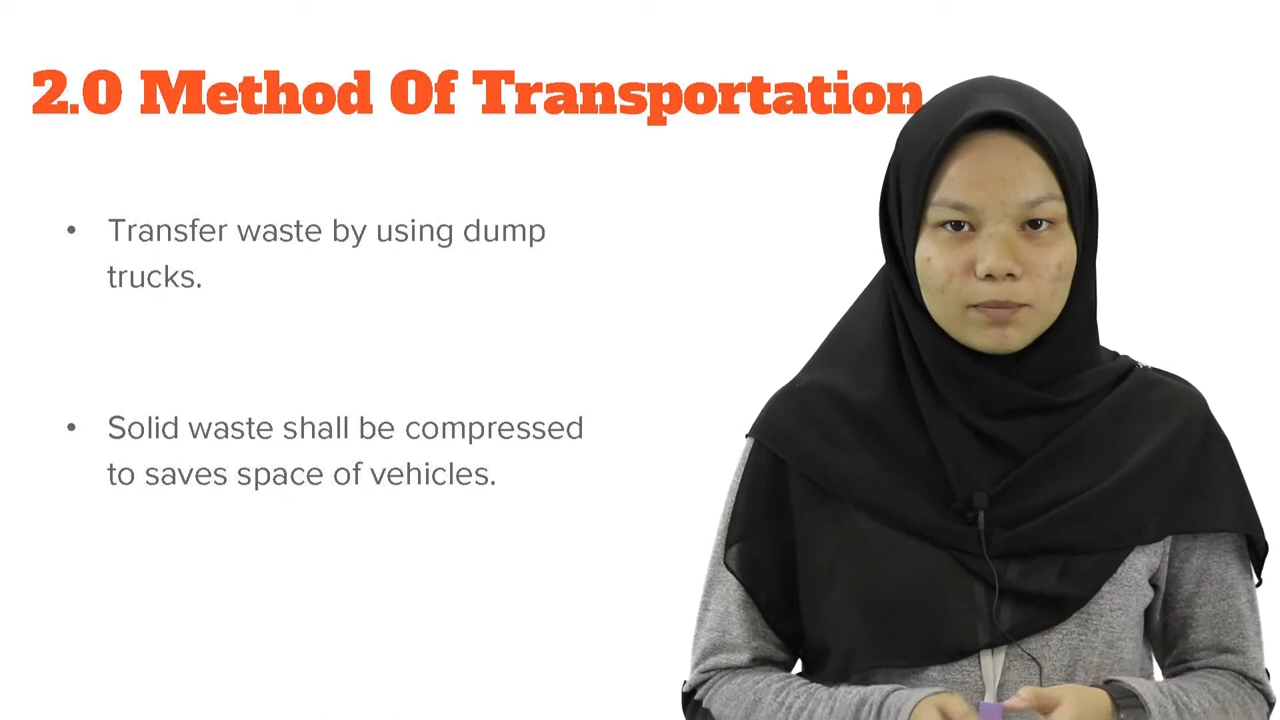 2.0 Method Of Transportation
• Transfer waste by using dump
trucks.
• Solid waste shall be compressed
to saves space of vehicles.